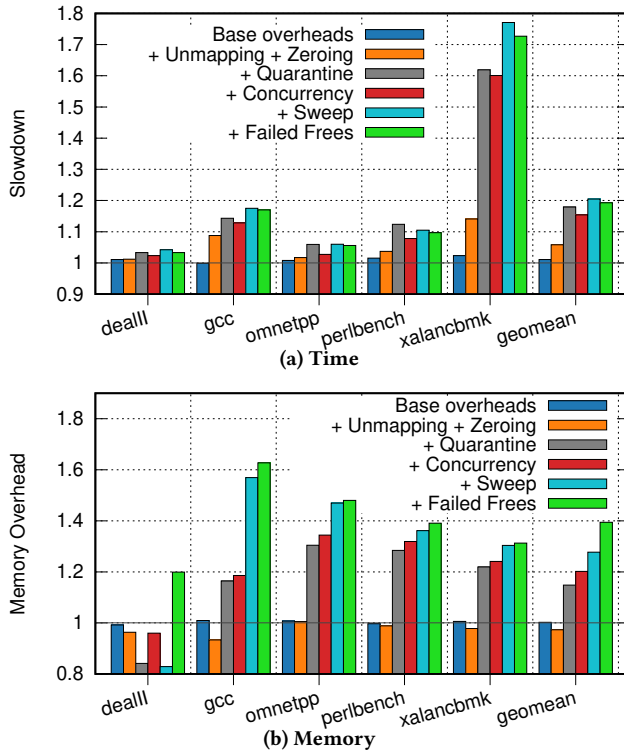 1.8
1.7
1.6
1.5
1.4
1.3
1.2
1.1
1
0.9
Slowdown
Base overheads
+ Unmapping + Zeroing
+ Quarantine
+ Concurrency
+ Sweep
+ Failed Frees
dealII
gcc
omnetpp
perlbench
xalancbmk
geomean
(a) Time
1.8
1.6
1.4
1.2
1
0.8
Memory Overhead
Base overheads
+ Unmapping + Zeroing
+ Quarantine
+ Concurrency
+ Sweep
+ Failed Frees
dealII
gcc
omnetpp
perlbench
xalancbmk
geomean
(b) Memory